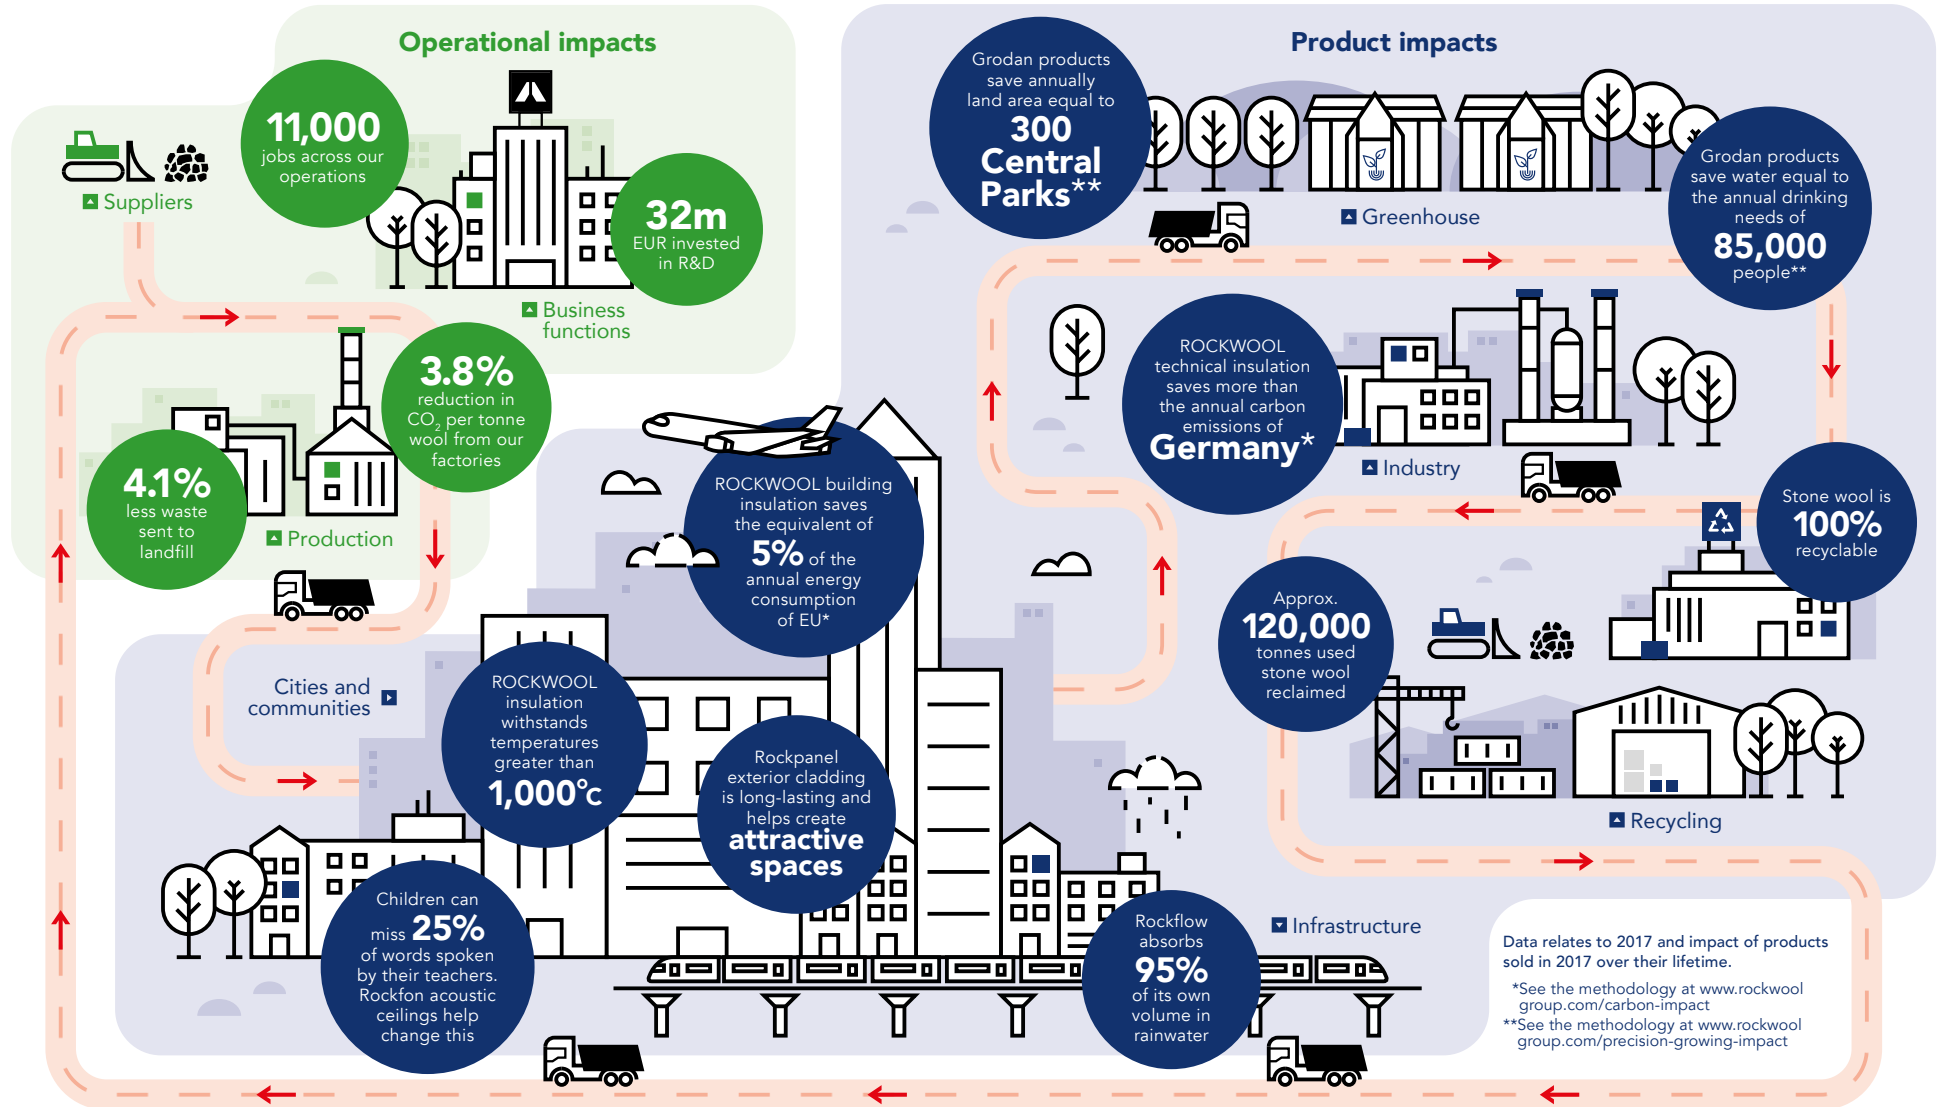 Operational impacts
11,000
jobs across our
operations
Suppliers
32m
EUR invested
in R&D
Business
functions
3.8%
reduction in
CO2 per tonne
wool from our
factories
4.1%
less waste
sent to
landfill
Production
Product impacts
Grodan products
save annually
land area equal to
300
Central
Parks**
Greenhouse
Grodan products
save water equal to
the annual drinking
needs of
85,000
people**
ROCKWOOL
technical insulation
saves more than
the annual carbon
emissions of
Germany*
Industry
ROCKWOOL building
insulation saves
the equivalent of
5% of the
annual energy
consumption
of EU*
Stone wool is
100%
recyclable
Approx.
120,000
tonnes used
stone wool
reclaimed
Recycling
Cities and
communities
ROCKWOOL
insulation
withstands
temperatures
greater than
1,000°C
Rockpanel
exterior cladding
is long-lasting and
helps create
attractive
spaces
Children can
miss 25%
of words spoken
by their teachers.
Rockfon acoustic
ceilings help
change this
Rockflow
absorbs
95%
of its own
volume in
rainwater
Infrastructure
Data relates to 2017 and impact of products
sold in 2017 over their lifetime.
*See the methodology at www.rockwool
group.com/carbon-impact
**See the methodology at www.rockwool
group.com/precision-growing-impact